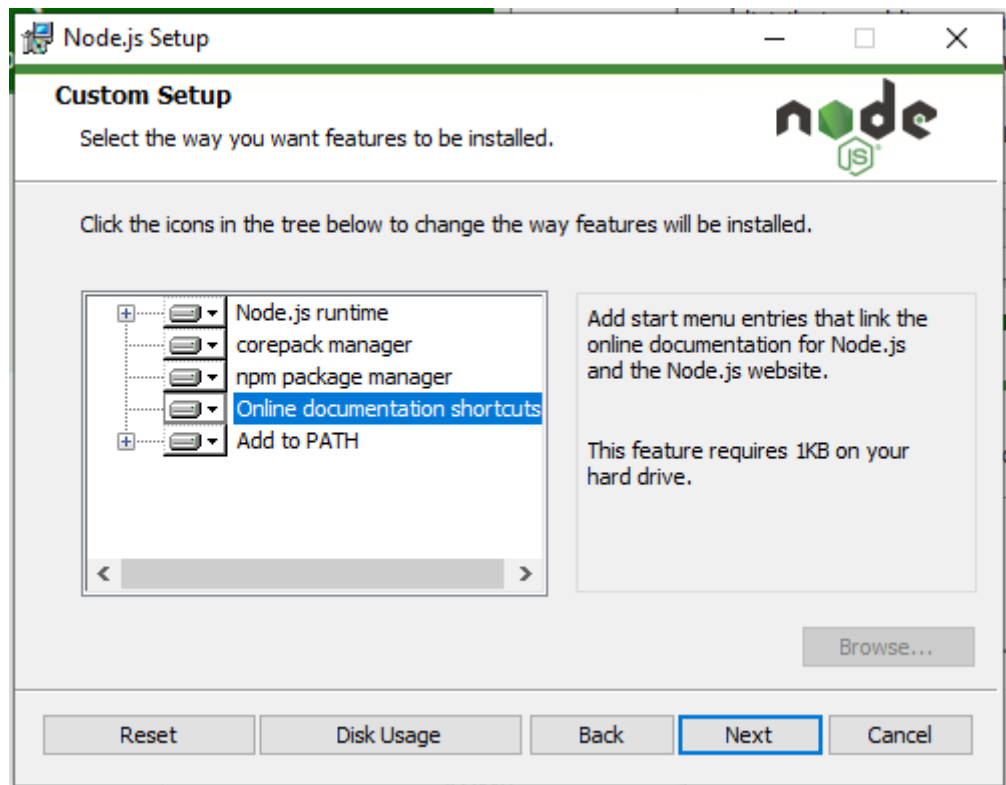 Node.js Setup
Custom Setup
Select the way you want features to be installed.
node
JS
Click the icons in the tree below to change the way features will be installed.
Node.js runtime
corepack manager
npm package manager
Online documentation shortcuts
Add to PATH
Add start menu entries that link the
online documentation for Node.js
and the Node.js website.
This feature requires 1KB on your
hard drive.
Browse...
Reset
Disk Usage
Back
Next
Cancel